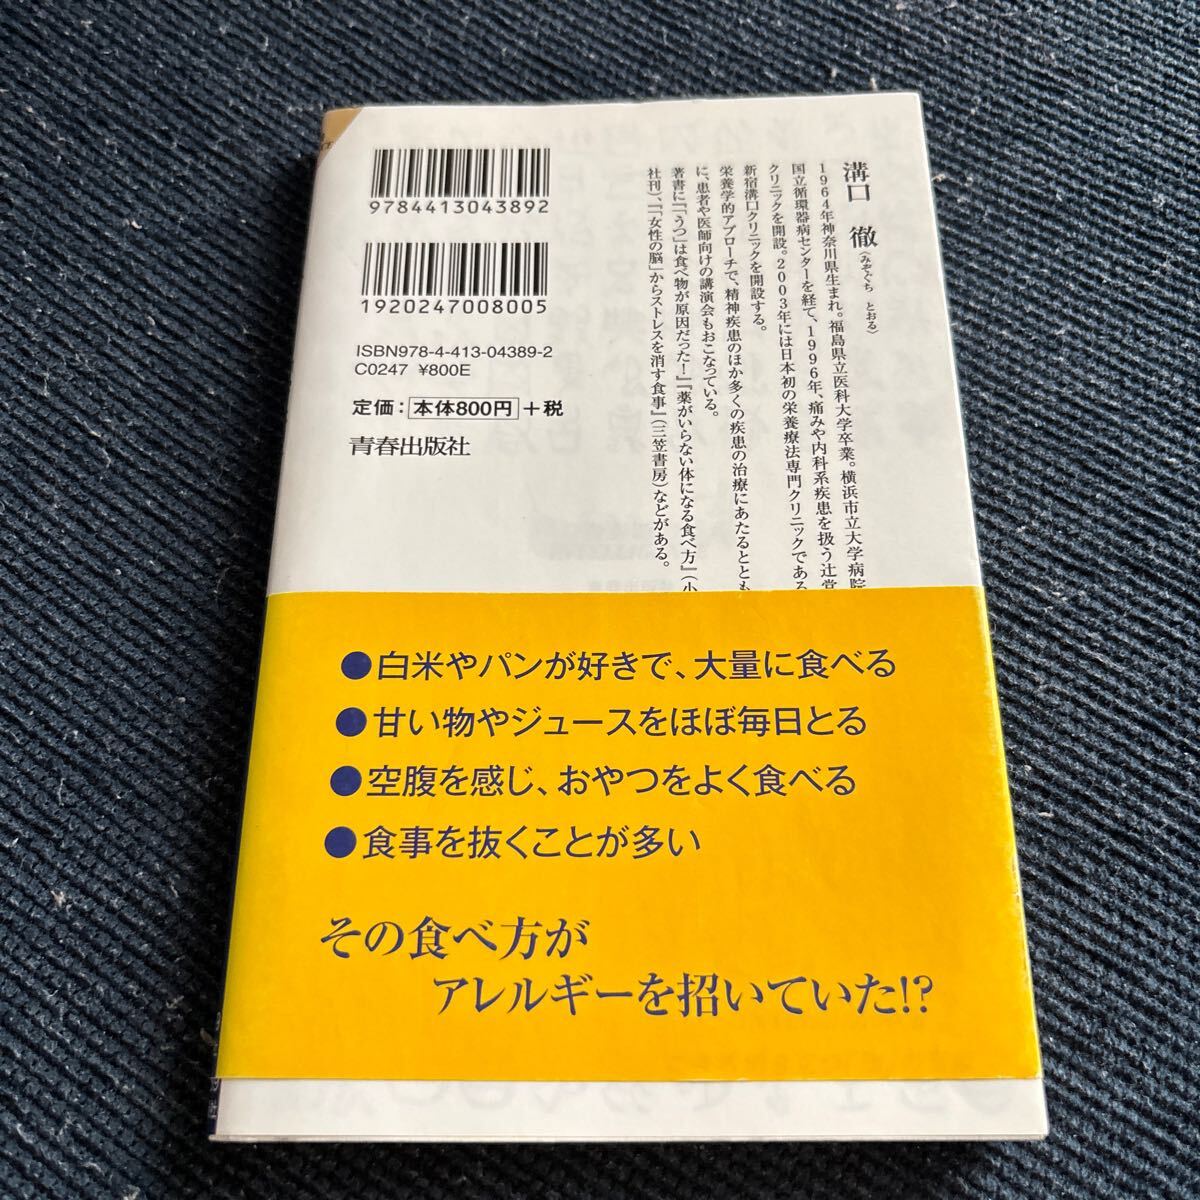 9784413043892
1920247008005
ISBN978-4-413-04389-2
C0247 ¥800E
定価：本体800円＋税
青春出版社
溝口 徹〈みぞぐち とおる〉
1964年神奈川県生まれ。福島県立医科大学卒業。横浜市立大学病院
国立循環器病センターを経て、1996年、痛みや内科系疾患を扱う辻堂
クリニックを開設。2003年には日本初の栄養療法専門クリニックである
新宿溝口クリニックを開設する。
栄養学的アプローチで、精神疾患のほか多くの疾患の治療にあたるととも
に、患者や医師向けの講演会もおこなっている。
著書に『「うつ」は食べ物が原因だった！』『薬がいらない体になる食べ方』（小
社刊）、『「女性の脳」からストレスを消す食事』（三笠書房）などがある。
●白米やパンが好きで、大量に食べる
●甘い物やジュースをほぼ毎日とる
●空腹を感じ、おやつをよく食べる
●食事を抜くことが多い
その食べ方が
アレルギーを招いていた!?